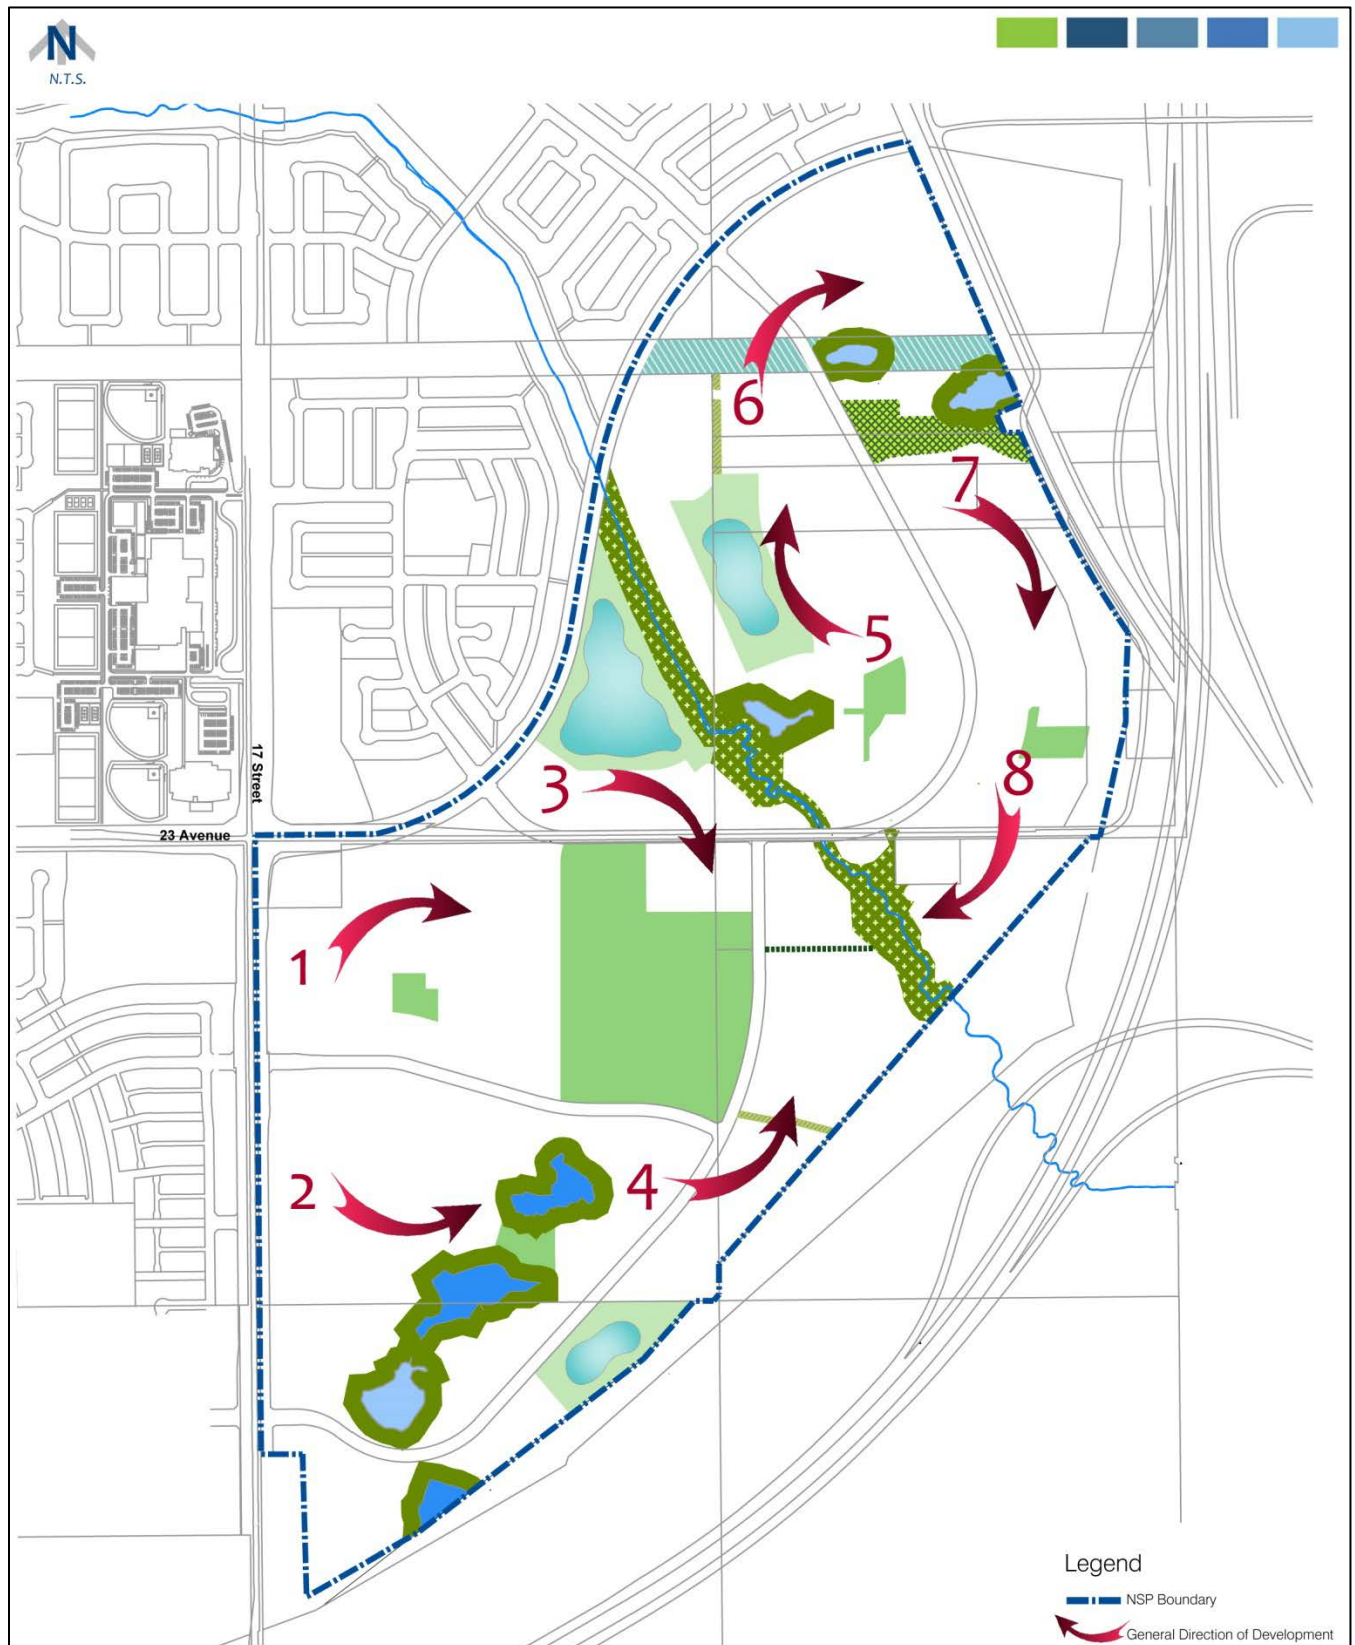 N
N.T.S.
6
7
5
17 Street
3
8
23 Avenue
1
2
4
Legend
NSP Boundary
General Direction of Development